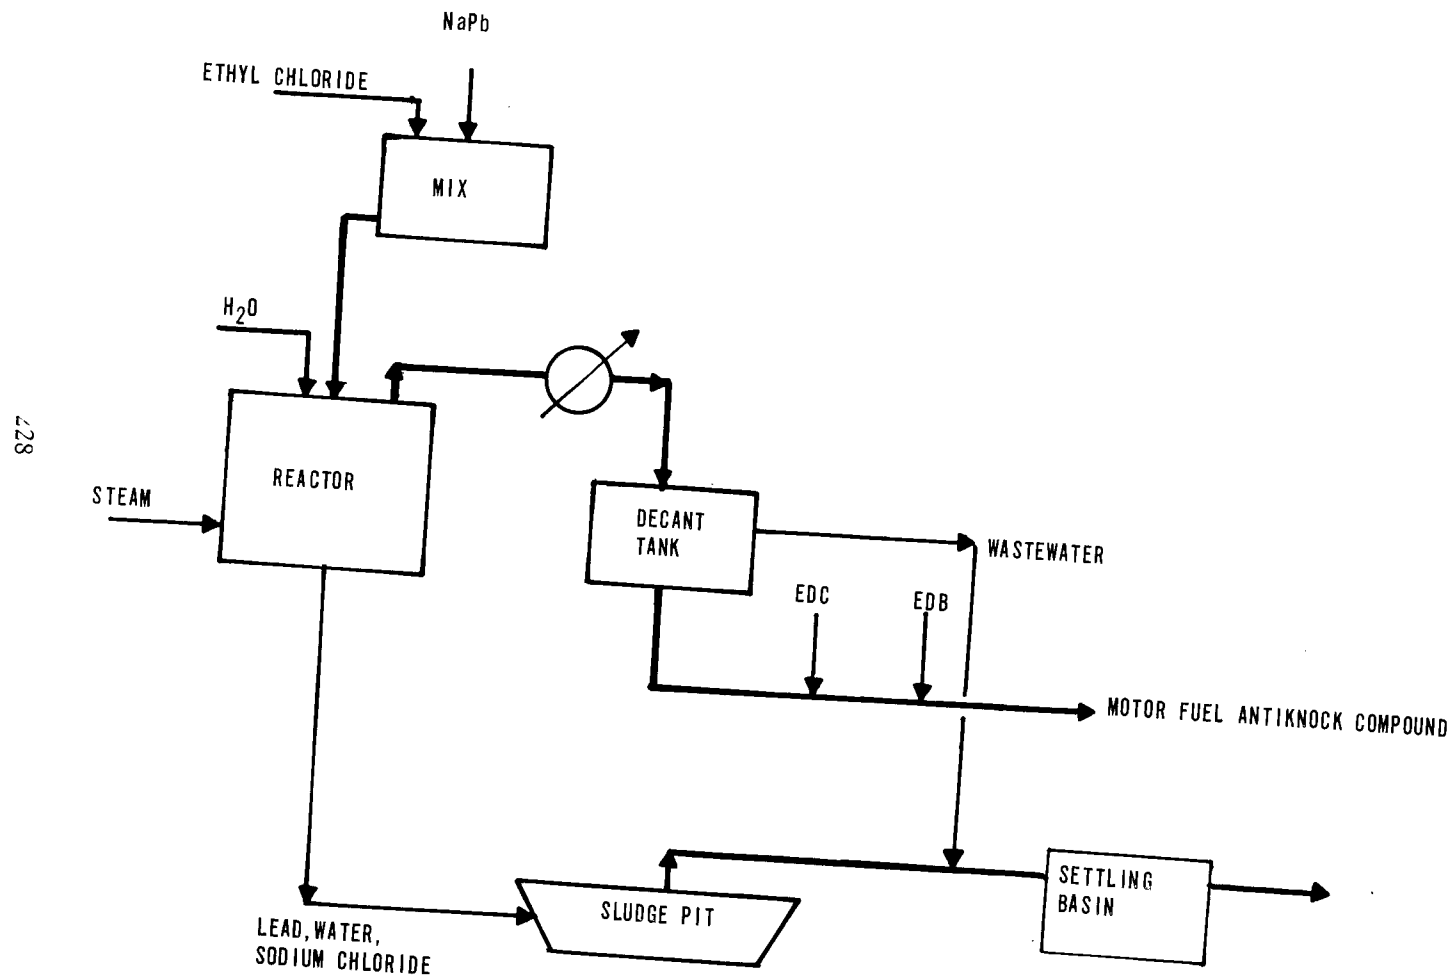 NaPb
ETHYL CHLORIDE
MIX
H2O
REACTOR
STEAM
DECANT
TANK
WASTEWATER
EDC
EDB
MOTOR FUEL ANTIKNOCK COMPOUND
SETTLING
BASIN
SLUDGE PIT
LEAD, WATER,
SODIUM CHLORIDE
228